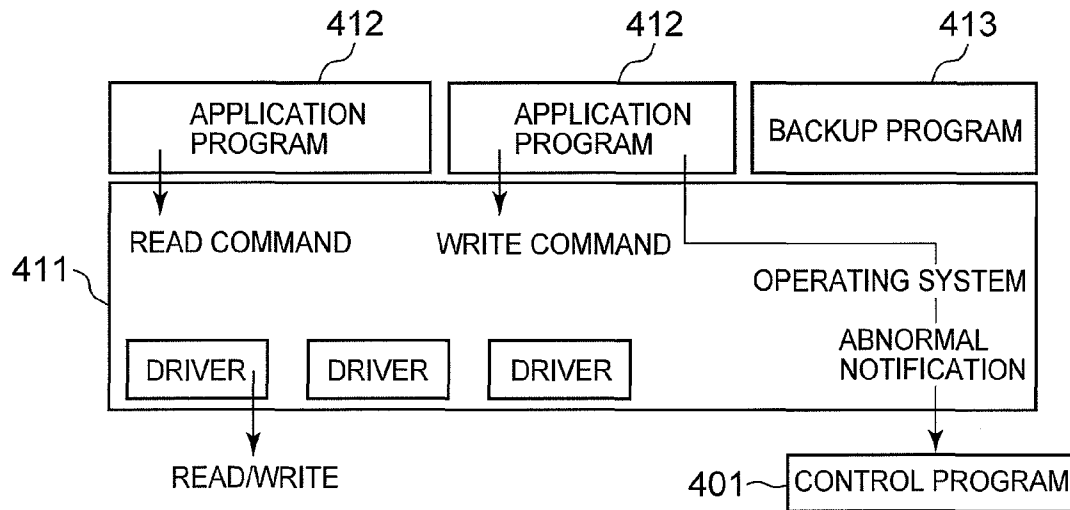 412
412
413
APPLICATION
PROGRAM
APPLICATION
PROGRAM
BACKUP PROGRAM
READ COMMAND
WRITE COMMAND
411
OPERATING SYSTEM
ABNORMAL
NOTIFICATION
DRIVER
DRIVER
DRIVER
READ/WRITE
401
CONTROL PROGRAM